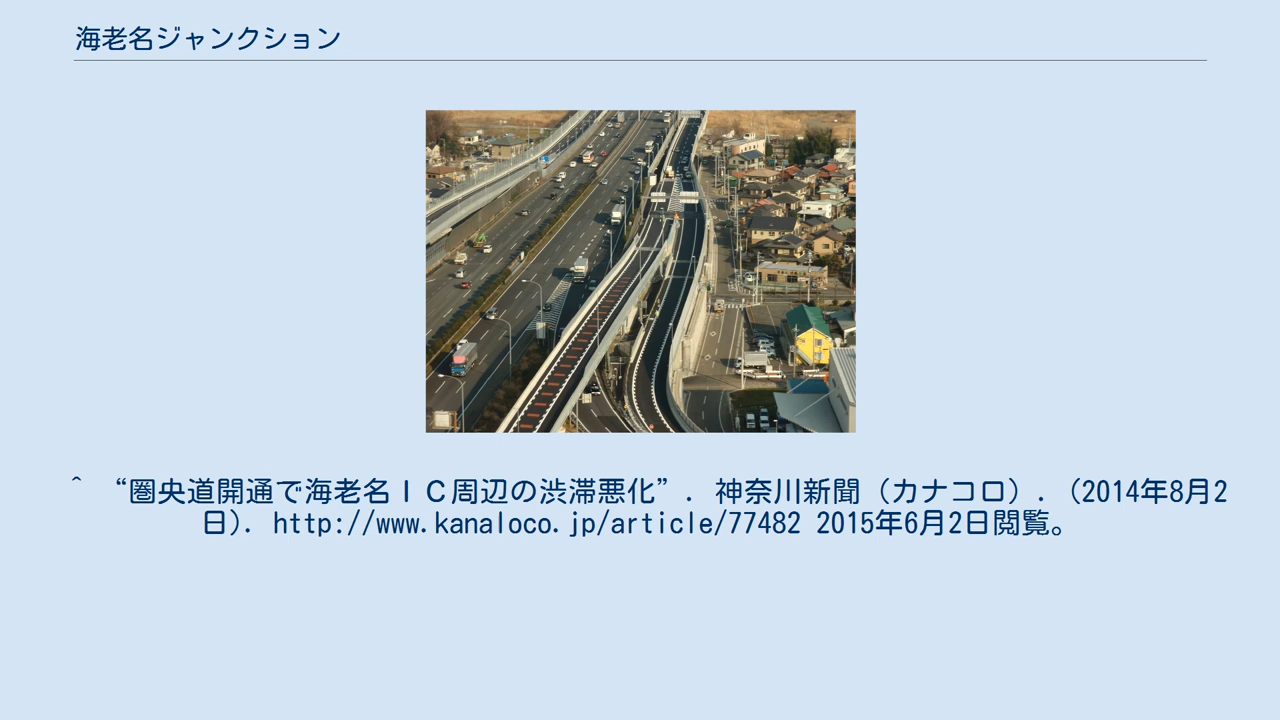 海老名ジャンクション
^ “圏央道開通で海老名ＩＣ周辺の渋滞悪化”. 神奈川新聞（カナコロ）. (2014年8月2
日). http://www.kanaloco.jp/article/77482 2015年6月2日閲覧。